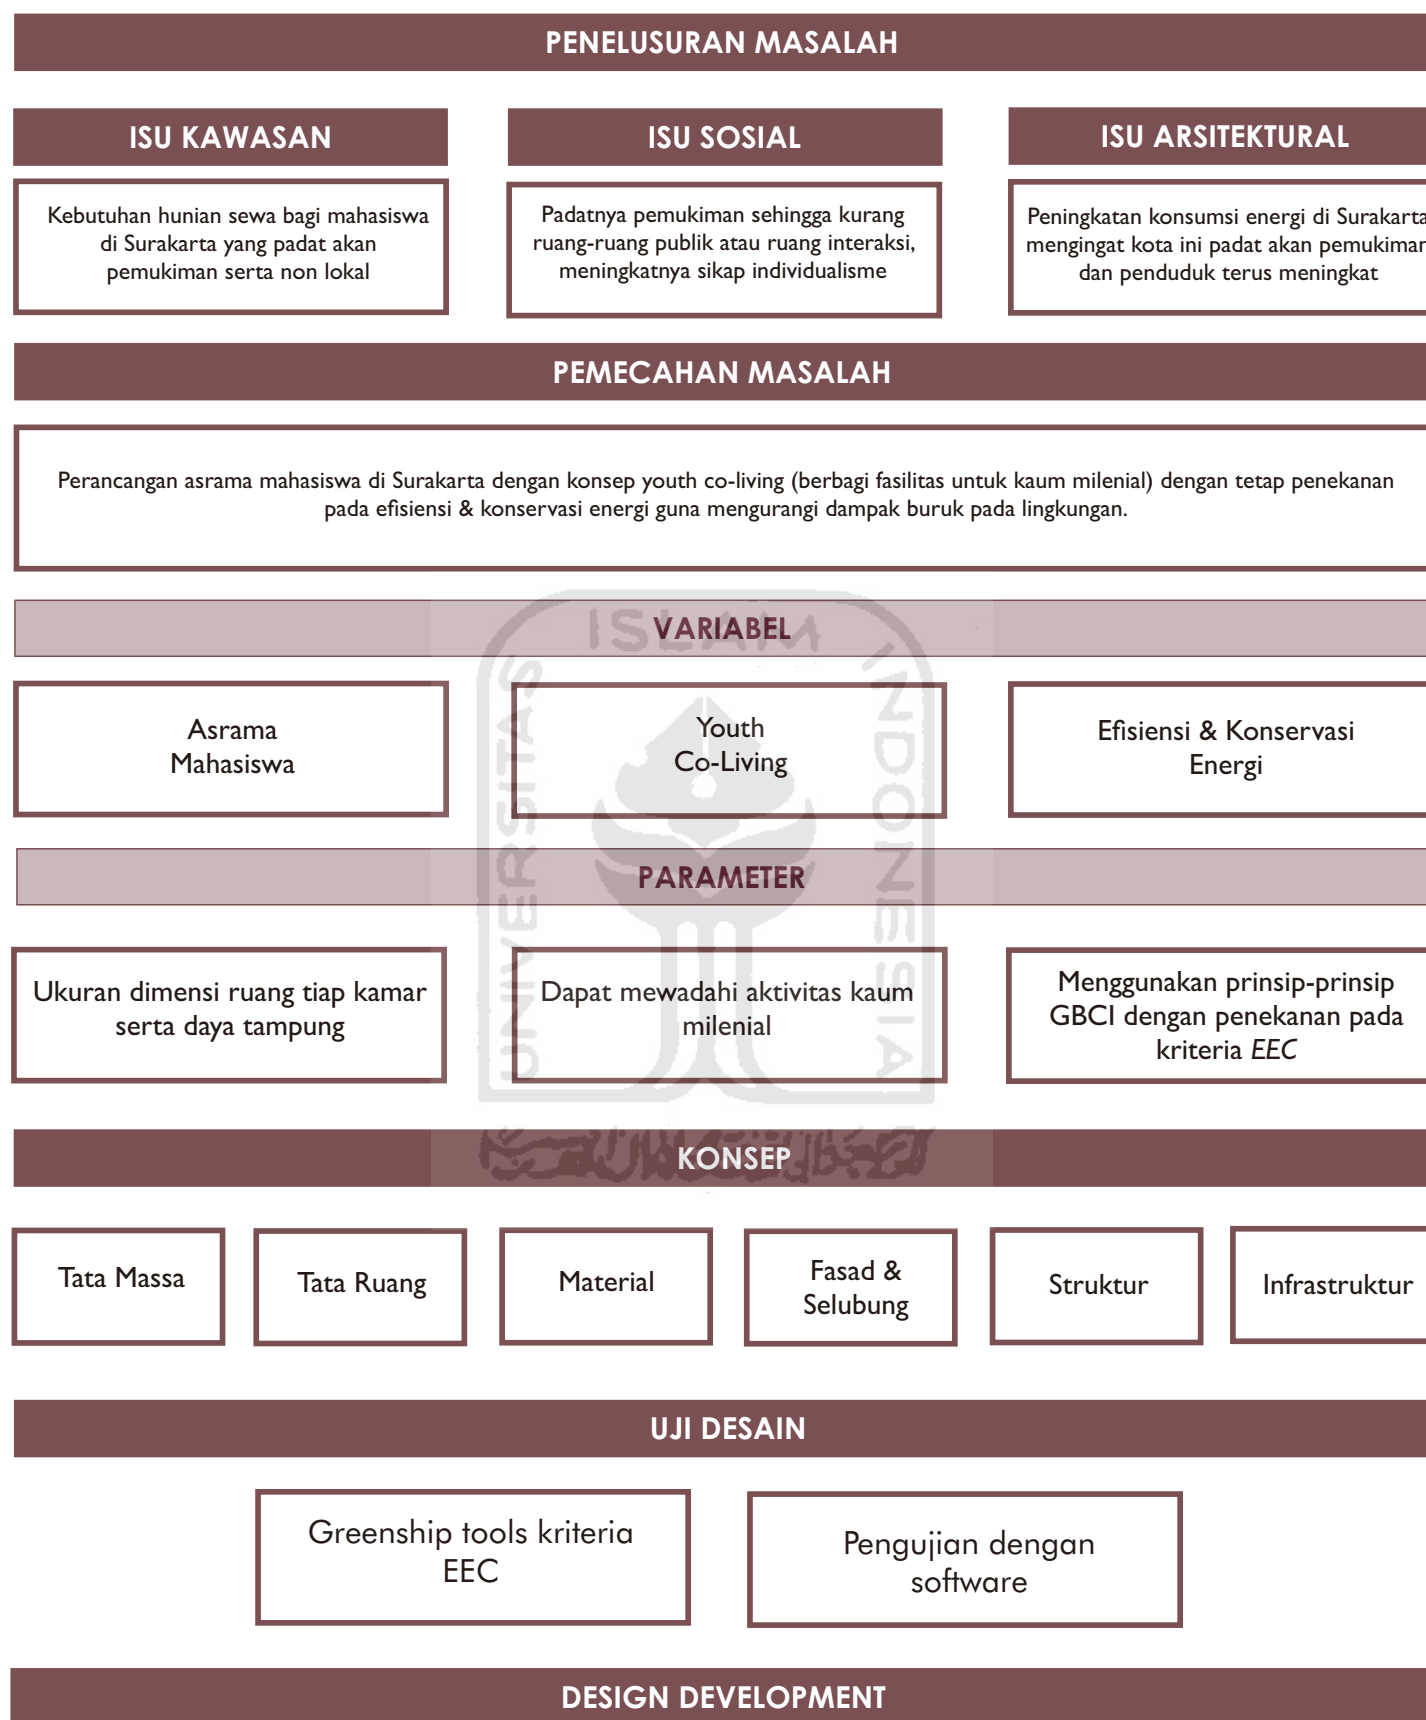 PENELUSURAN MASALAH
ISU KAWASAN
Kebutuhan hunian sewa bagi mahasiswa
di Surakarta yang padat akan
pemukiman serta non lokal
ISU SOSIAL
Padatnya pemukiman sehingga kurang
ruang-ruang publik atau ruang interaksi,
meningkatnya sikap individualisme
ISU ARSITEKTURAL
Peningkatan konsumsi energi di Surakarta
mengingat kota ini padat akan pemukiman
dan penduduk terus meningkat
PEMECAHAN MASALAH
Perancangan asrama mahasiswa di Surakarta dengan konsep youth co-living (berbagi fasilitas untuk kaum milenial) dengan tetap penekanan
pada efisiensi & konservasi energi guna mengurangi dampak buruk pada lingkungan.
VARIABEL
Asrama
Mahasiswa
Youth
Co-Living
Efisiensi & Konservasi
Energi
PARAMETER
Ukuran dimensi ruang tiap kamar
serta daya tampung
Dapat mewadahi aktivitas kaum
milenial
Menggunakan prinsip-prinsip
GBCI dengan penekanan pada
kriteria EEC
KONSEP
Tata Massa
Tata Ruang
Material
Fasad &
Selubung
Struktur
Infrastruktur
UJI DESAIN
Greenship tools kriteria
EEC
Pengujian dengan
software
DESIGN DEVELOPMENT
UNIVERSITAS
ISLAM
INDONESIA